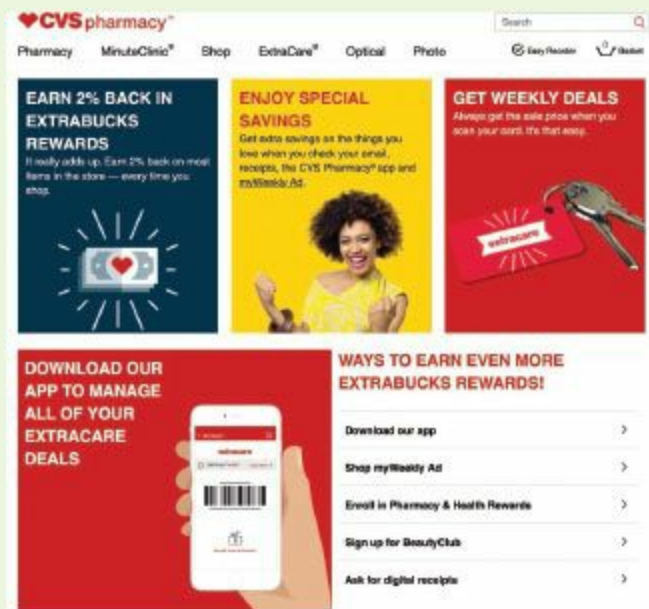 CVS pharmacy®
Search
Pharmacy MinuteClinic® Shop ExtraCare® Optical Photo Easy Reorder 0 Basket
EARN 2% BACK IN
EXTRABUCKS
REWARDS
It really adds up. Earn 2% back on most
items in the store — every time you
shop.
ENJOY SPECIAL
SAVINGS
Get extra savings on the things you
love when you check your email,
receipts, the CVS Pharmacy® app and
myWeekly Ad.
GET WEEKLY DEALS
Always get the sale price when you
scan your card. It's that easy.
extracare
DOWNLOAD OUR
APP TO MANAGE
ALL OF YOUR
EXTRACARE
DEALS
extracare
WAYS TO EARN EVEN MORE
EXTRABUCKS REWARDS!
Download our app
Shop myWeekly Ad
Enroll in Pharmacy & Health Rewards
Sign up for BeautyClub
Ask for digital receipts